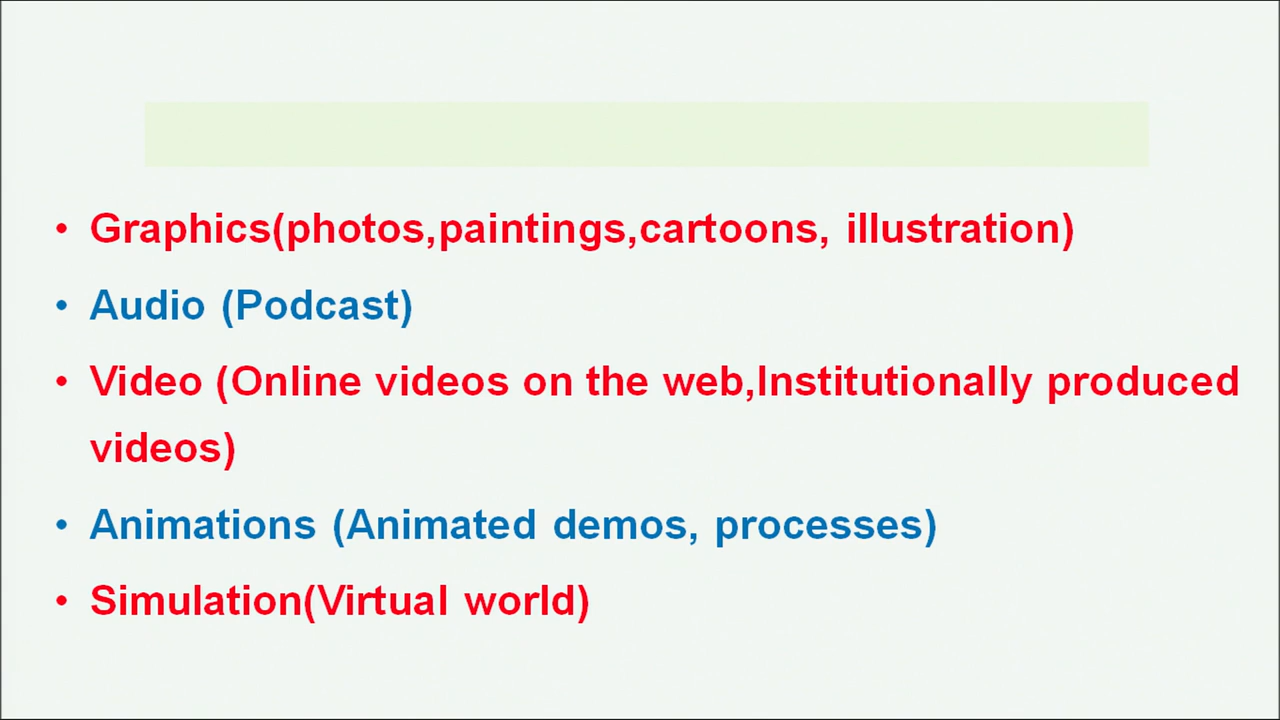 • Graphics(photos,paintings,cartoons, illustration)
• Audio (Podcast)
• Video (Online videos on the web,Institutionally produced
videos)
• Animations (Animated demos, processes)
• Simulation(Virtual world)